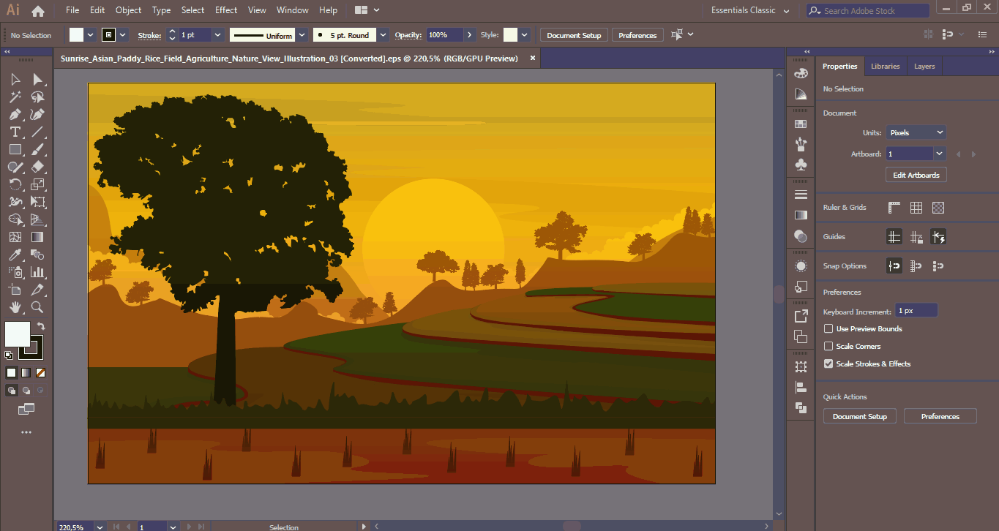 Ai File Edit Object Type Select Effect View Window Help Essentials Classic Search Adobe Stock
No Selection Stroke: 1 pt Uniform 5 pt. Round Opacity: 100% Style: Document Setup Preferences
Sunrise_Asian_Paddy_Rice_Field_Agriculture_Nature_View_Illustration_03 [Converted].eps @ 220,5% (RGB/GPU Preview)
Properties Libraries Layers
No Selection
Document
Units: Pixels
Artboard: 1
Edit Artboards
Ruler & Grids
Guides
Snap Options
Preferences
Keyboard Increment: 1 px
Use Preview Bounds
Scale Corners
Scale Strokes & Effects
Quick Actions
Document Setup Preferences
220,5% 1 Selection